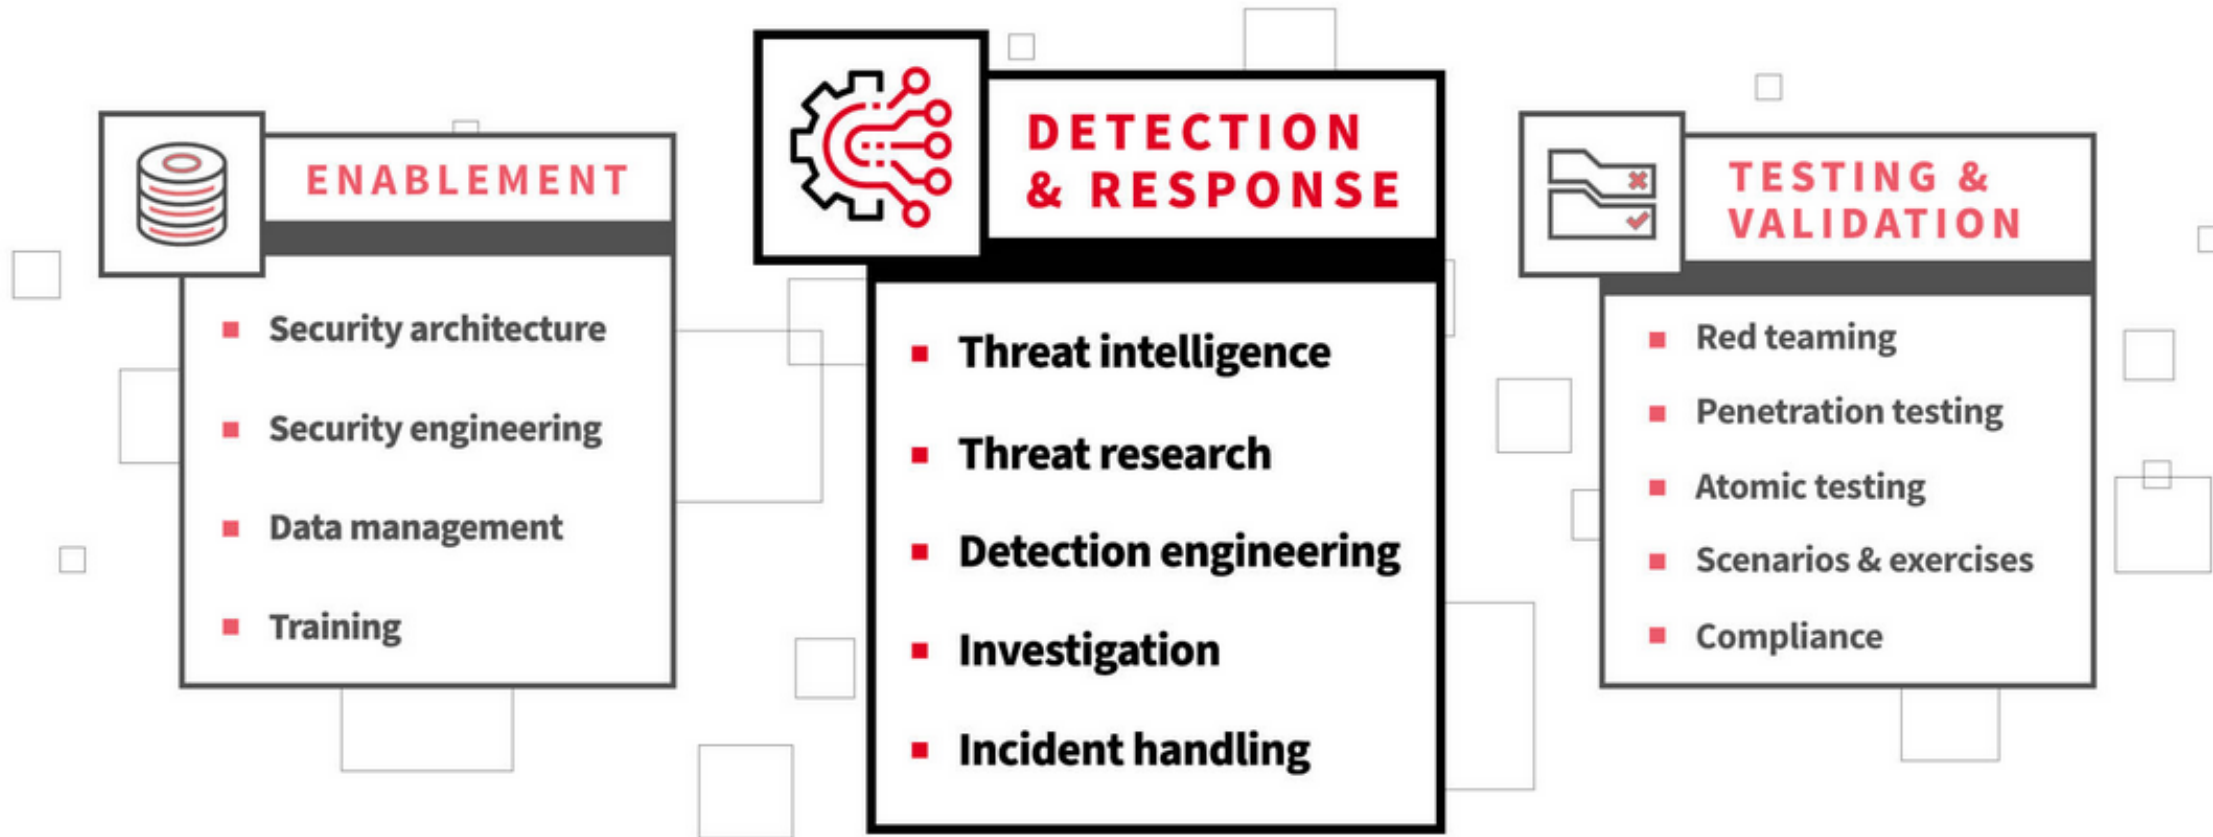 ENABLEMENT
Security architecture
Security engineering
Data management
Training
DETECTION
& RESPONSE
Threat intelligence
Threat research
Detection engineering
Investigation
Incident handling
TESTING &
VALIDATION
Red teaming
Penetration testing
Atomic testing
Scenarios & exercises
Compliance